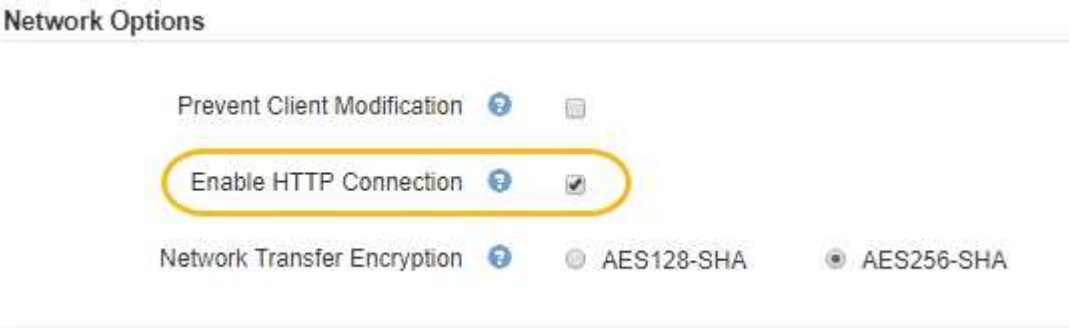 Network Options
Prevent Client Modification ?
Enable HTTP Connection ?
Network Transfer Encryption ? AES128-SHA AES256-SHA